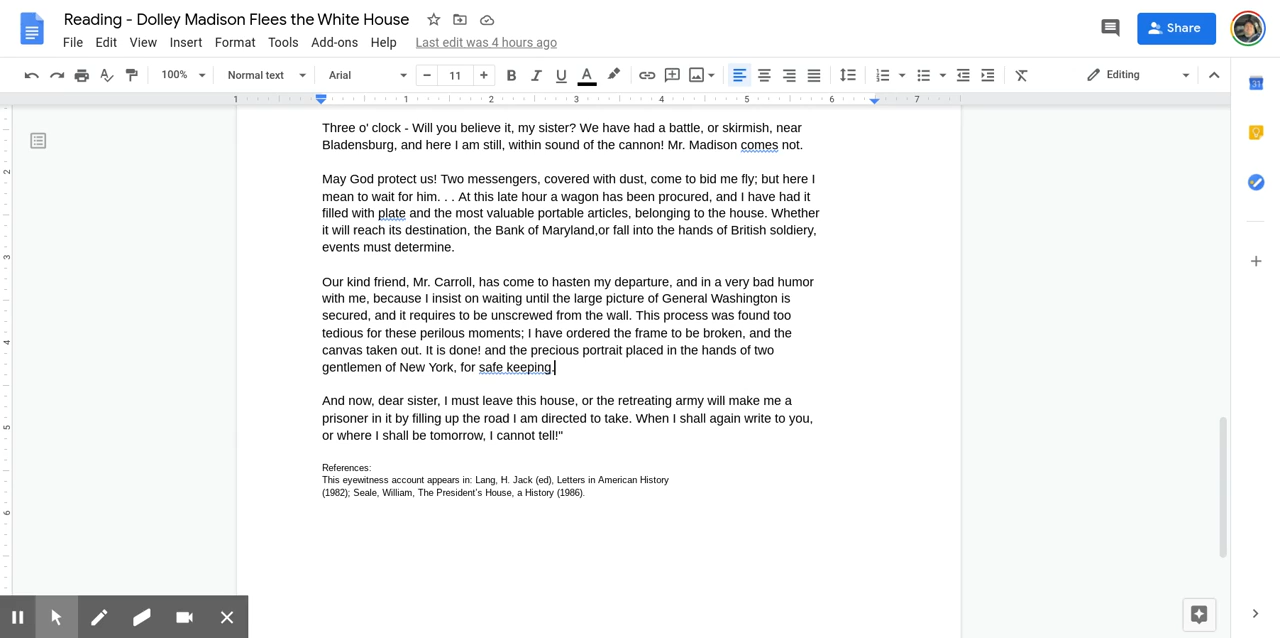 Reading - Dolley Madison Flees the White House
File Edit View Insert Format Tools Add-ons Help Last edit was 4 hours ago
Share
100% Normal text Arial − 11 + B I U A Editing
1 1 2 3 4 5 6 7
Three o' clock - Will you believe it, my sister? We have had a battle, or skirmish, near
Bladensburg, and here I am still, within sound of the cannon! Mr. Madison comes not.
May God protect us! Two messengers, covered with dust, come to bid me fly; but here I
mean to wait for him. . . At this late hour a wagon has been procured, and I have had it
filled with plate and the most valuable portable articles, belonging to the house. Whether
it will reach its destination, the Bank of Maryland,or fall into the hands of British soldiery,
events must determine.
Our kind friend, Mr. Carroll, has come to hasten my departure, and in a very bad humor
with me, because I insist on waiting until the large picture of General Washington is
secured, and it requires to be unscrewed from the wall. This process was found too
tedious for these perilous moments; I have ordered the frame to be broken, and the
canvas taken out. It is done! and the precious portrait placed in the hands of two
gentlemen of New York, for safe keeping.
And now, dear sister, I must leave this house, or the retreating army will make me a
prisoner in it by filling up the road I am directed to take. When I shall again write to you,
or where I shall be tomorrow, I cannot tell!"
References:
This eyewitness account appears in: Lang, H. Jack (ed), Letters in American History
(1982); Seale, William, The President's House, a History (1986).
2
3
4
5
6
31